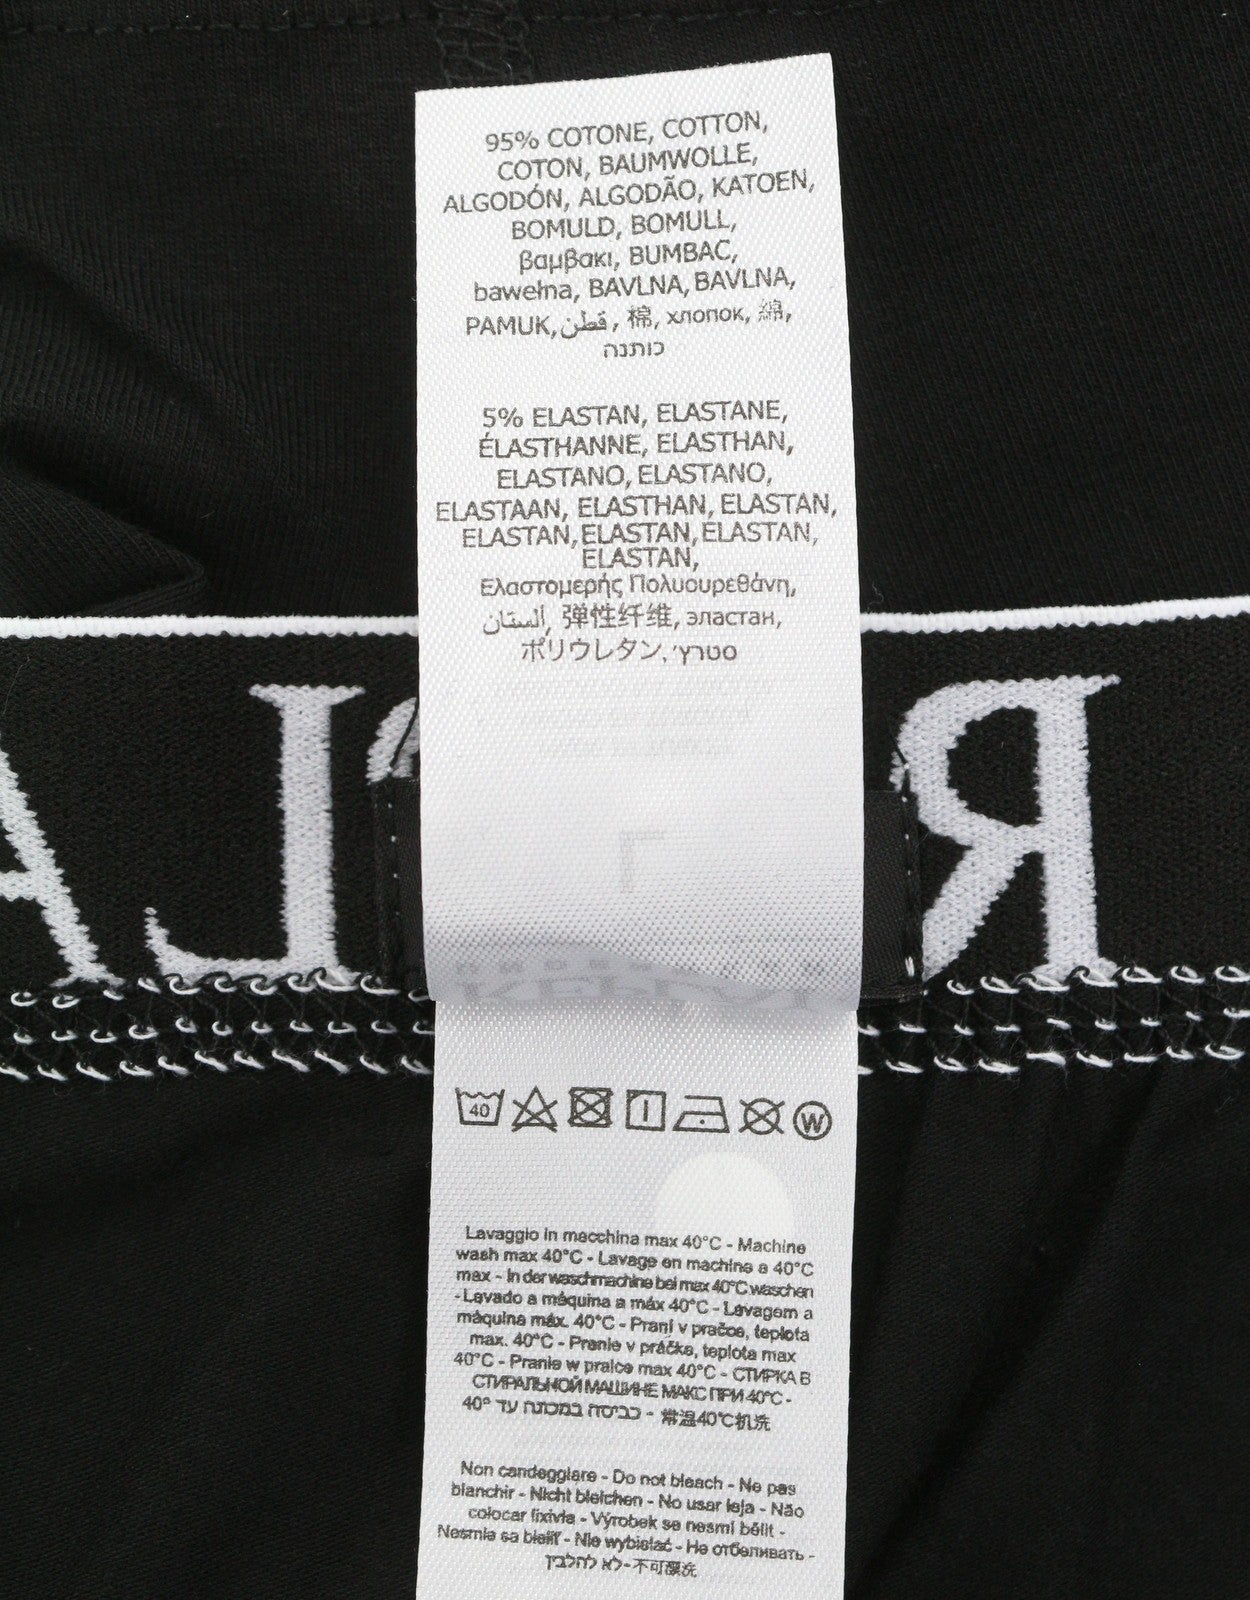 95% COTONE, COTTON,
COTON, BAUMWOLLE,
ALGODÓN, ALGODÃO, KATOEN,
BOMULD, BOMULL,
βαμβακι, BUMBAC,
bawełna, BAVLNA, BAVLNA,
PAMUK, قطن, 棉, хлопок, 綿,
כותנה
5% ELASTAN, ELASTANE,
ÉLASTHANNE, ELASTHAN,
ELASTANO, ELASTANO,
ELASTAAN, ELASTHAN, ELASTAN,
ELASTAN, ELASTAN, ELASTAN,
ELASTAN,
Ελαστομερής Πολυουρεθάνη,
إلستان, 弹性纤维, эластан,
ポリウレタン, סטרץ',
40
W
Lavaggio in macchina max 40°C - Machine
wash max 40°C - Lavage en machine a 40°C
max - In der waschmachine bei max 40°C waschen
- Lavado a máquina a máx 40°C - Lavagem a
máquina máx. 40°C - Praní v pračce, teplota
max. 40°C - Pranie v práčke, teplota max
40°C - Pranie w pralce max 40°C - СТИРКА В
СТИРАЛЬНОЙ МАШИНЕ МАКС ПРИ 40°C -
כביסה במכונה עד 40° - 常温40°C机洗
Non candeggiare - Do not bleach - Ne pas
blanchir - Nicht bleichen - No usar leja - Não
colocar lixivia - Výrobek se nesmí bělit -
Nesmie sa bieliť - Nie wybielać - Не отбеливать -
לא להלבין - 不可酸洗